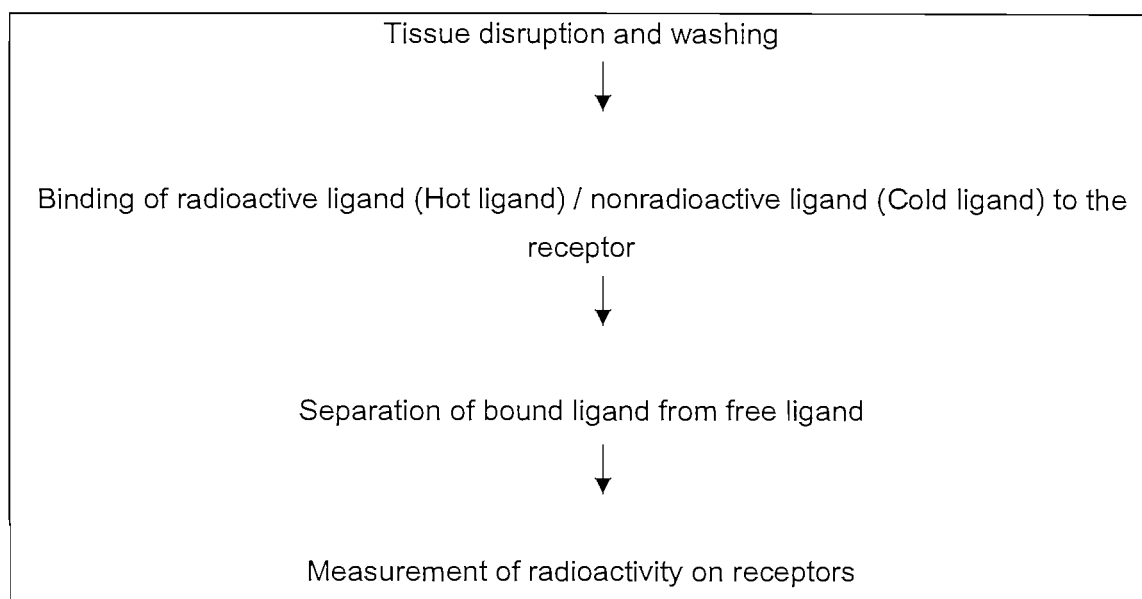 Tissue disruption and washing
Binding of radioactive ligand (Hot ligand) / nonradioactive ligand (Cold ligand) to the
receptor
Separation of bound ligand from free ligand
Measurement of radioactivity on receptors